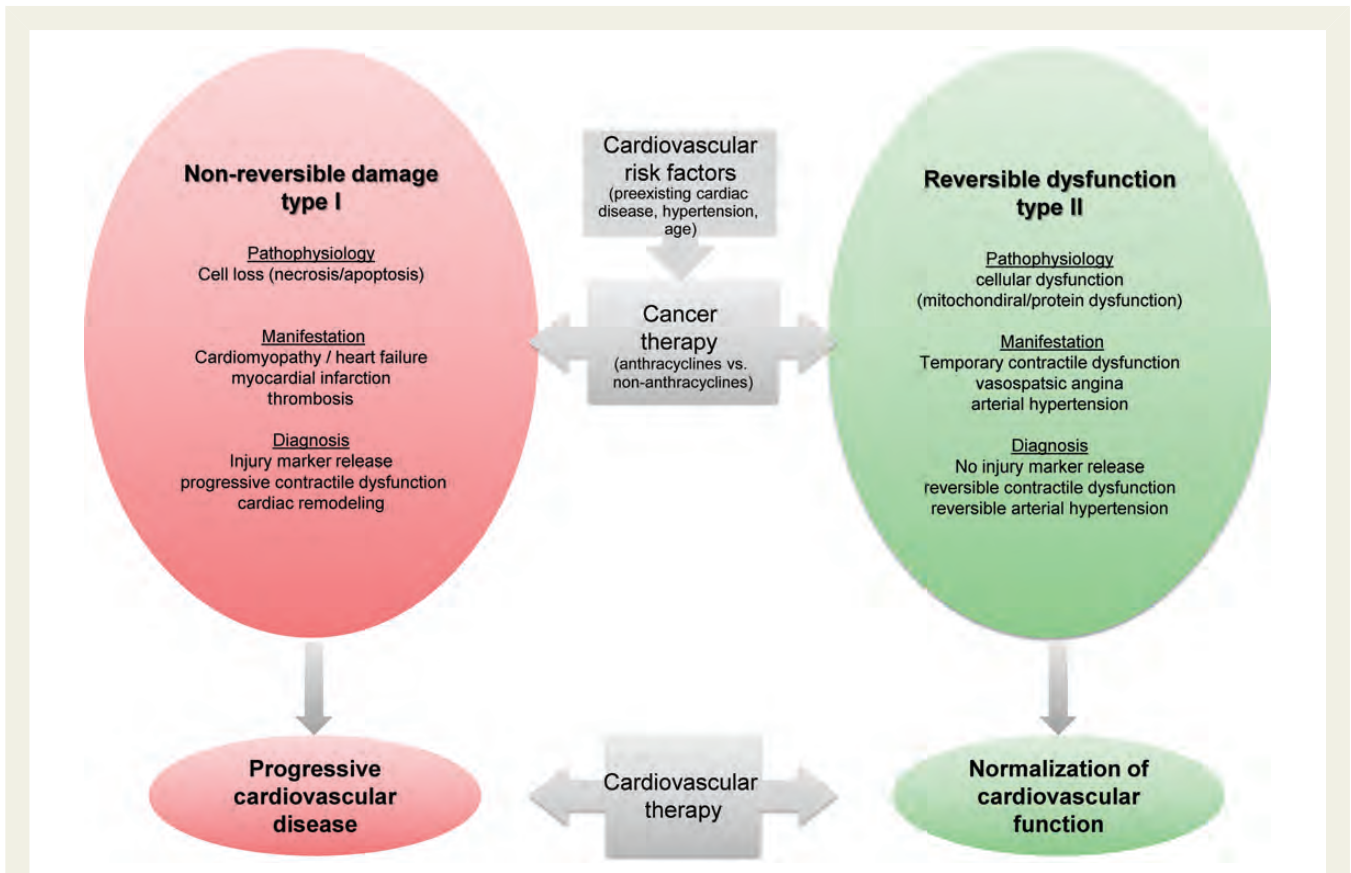 Non-reversible damage
type I
Pathophysiology
Cell loss (necrosis/apoptosis)
Manifestation
Cardiomyopathy / heart failure
myocardial infarction
thrombosis
Diagnosis
Injury marker release
progressive contractile dysfunction
cardiac remodeling
Cardiovascular
risk factors
(preexisting cardiac
disease, hypertension,
age)
Cancer
therapy
(anthracyclines vs.
non-anthracyclines)
Reversible dysfunction
type II
Pathophysiology
cellular dysfunction
(mitochondiral/protein dysfunction)
Manifestation
Temporary contractile dysfunction
vasospatsic angina
arterial hypertension
Diagnosis
No injury marker release
reversible contractile dysfunction
reversible arterial hypertension
Progressive
cardiovascular
disease
Cardiovascular
therapy
Normalization of
cardiovascular
function